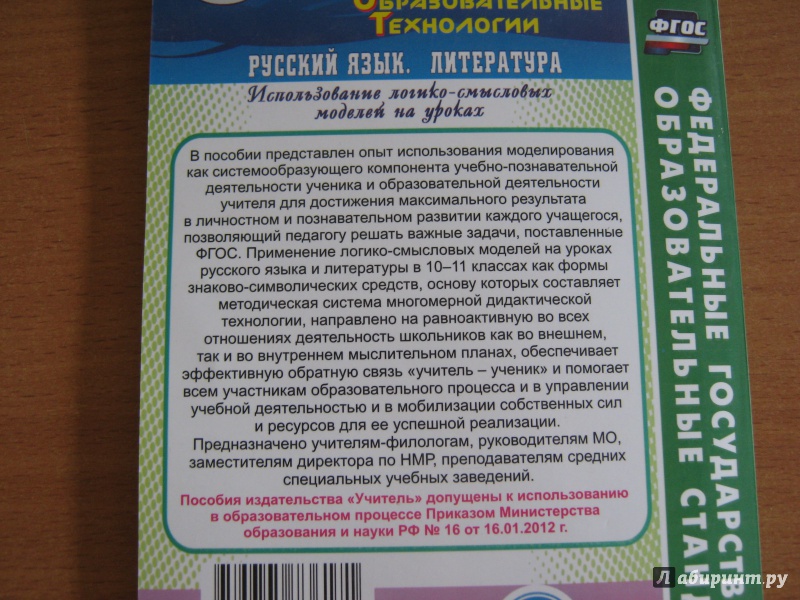 ОБРАЗОВАТЕЛЬНЫЕ
ТЕХНОЛОГИИ
РУССКИЙ ЯЗЫК. ЛИТЕРАТУРА
Использование логико-смысловых
моделей на уроках
В пособии представлен опыт использования моделирования
как системообразующего компонента учебно-познавательной
деятельности ученика и образовательной деятельности
учителя для достижения максимального результата
в личностном и познавательном развитии каждого учащегося,
позволяющий педагогу решать важные задачи, поставленные
ФГОС. Применение логико-смысловых моделей на уроках
русского языка и литературы в 10–11 классах как формы
знаково-символических средств, основу которых составляет
методическая система многомерной дидактической
технологии, направлено на равноактивную во всех
отношениях деятельность школьников как во внешнем,
так и во внутреннем мыслительном планах, обеспечивает
эффективную обратную связь «учитель – ученик» и помогает
всем участникам образовательного процесса и в управлении
учебной деятельностью и в мобилизации собственных сил
и ресурсов для ее успешной реализации.
Предназначено учителям-филологам, руководителям МО,
заместителям директора по НМР, преподавателям средних
специальных учебных заведений.
Пособия издательства «Учитель» допущены к использованию
в образовательном процессе Приказом Министерства
образования и науки РФ № 16 от 16.01.2012 г.
ФГОС
ФЕДЕРАЛЬНЫЕ ГОСУДАРСТВ
ОБРАЗОВАТЕЛЬНЫЕ СТАНД
Лабиринт.ру